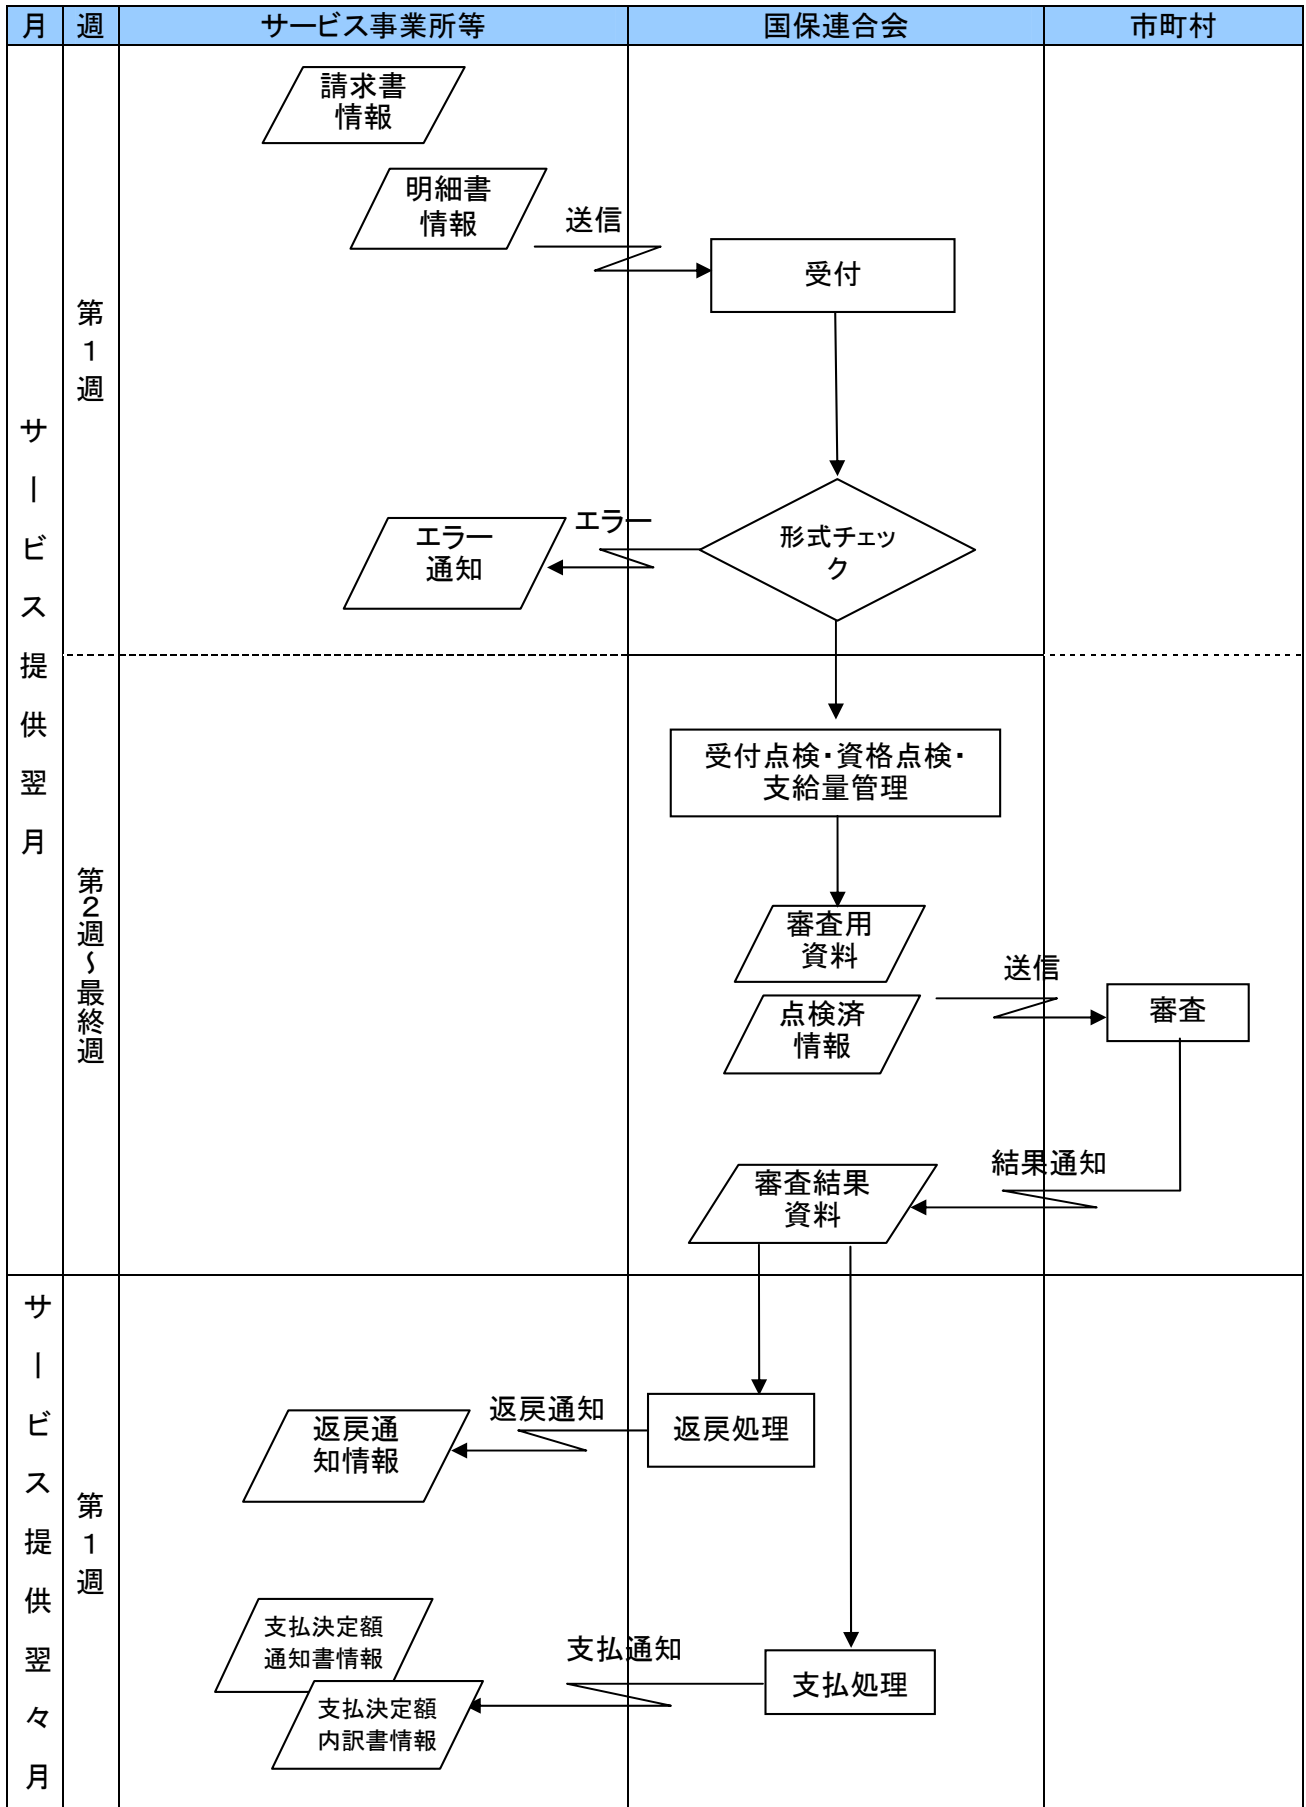 月 週 サービス事業所等 国保連合会 市町村
サービス提供翌月
第1週
請求書
情報
明細書
情報
送信
受付
エラー
通知
エラー
形式チェッ
ク
第2週～最終週
受付点検・資格点検・
支給量管理
審査用
資料
点検済
情報
送信
審査
結果通知
審査結果
資料
サービス提供翌々月
第1週
返戻通
知情報
返戻通知
返戻処理
支払決定額
通知書情報
支払決定額
内訳書情報
支払通知
支払処理